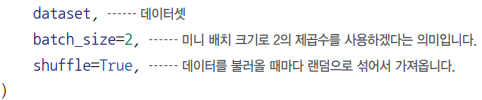 dataset, ------ 데이터셋
batch_size=2, ------ 미니 배치 크기로 2의 제곱수를 사용하겠다는 의미입니다.
shuffle=True, ------ 데이터를 불러올 때마다 랜덤으로 섞어서 가져옵니다.
)